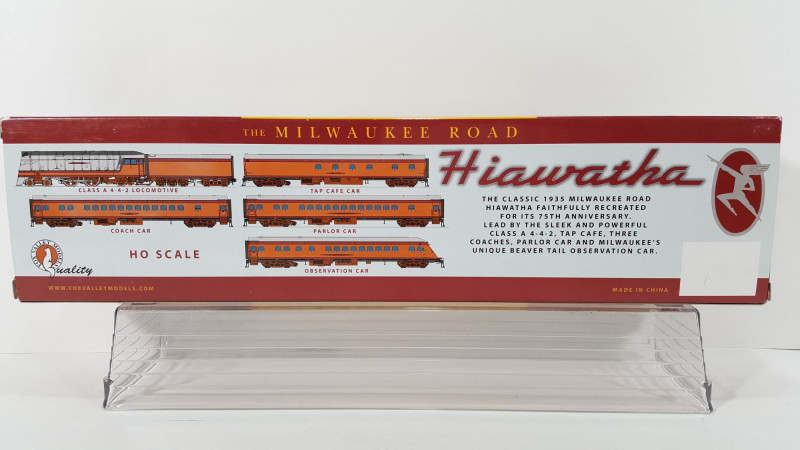 THE MILWAUKEE ROAD
Hiawatha
CLASS A 4-4-2 LOCOMOTIVE
TAP CAFE CAR
COACH CAR
PARLOR CAR
OBSERVATION CAR
HO SCALE
THE CLASSIC 1935 MILWAUKEE ROAD
HIAWATHA FAITHFULLY RECREATED
FOR ITS 75TH ANNIVERSARY.
LEAD BY THE SLEEK AND POWERFUL
CLASS A 4-4-2, TAP CAFE, THREE
COACHES, PARLOR CAR AND MILWAUKEE'S
UNIQUE BEAVER TAIL OBSERVATION CAR.
FOX VALLEY MODELS
Quality
WWW.FOXVALLEYMODELS.COM
MADE IN CHINA